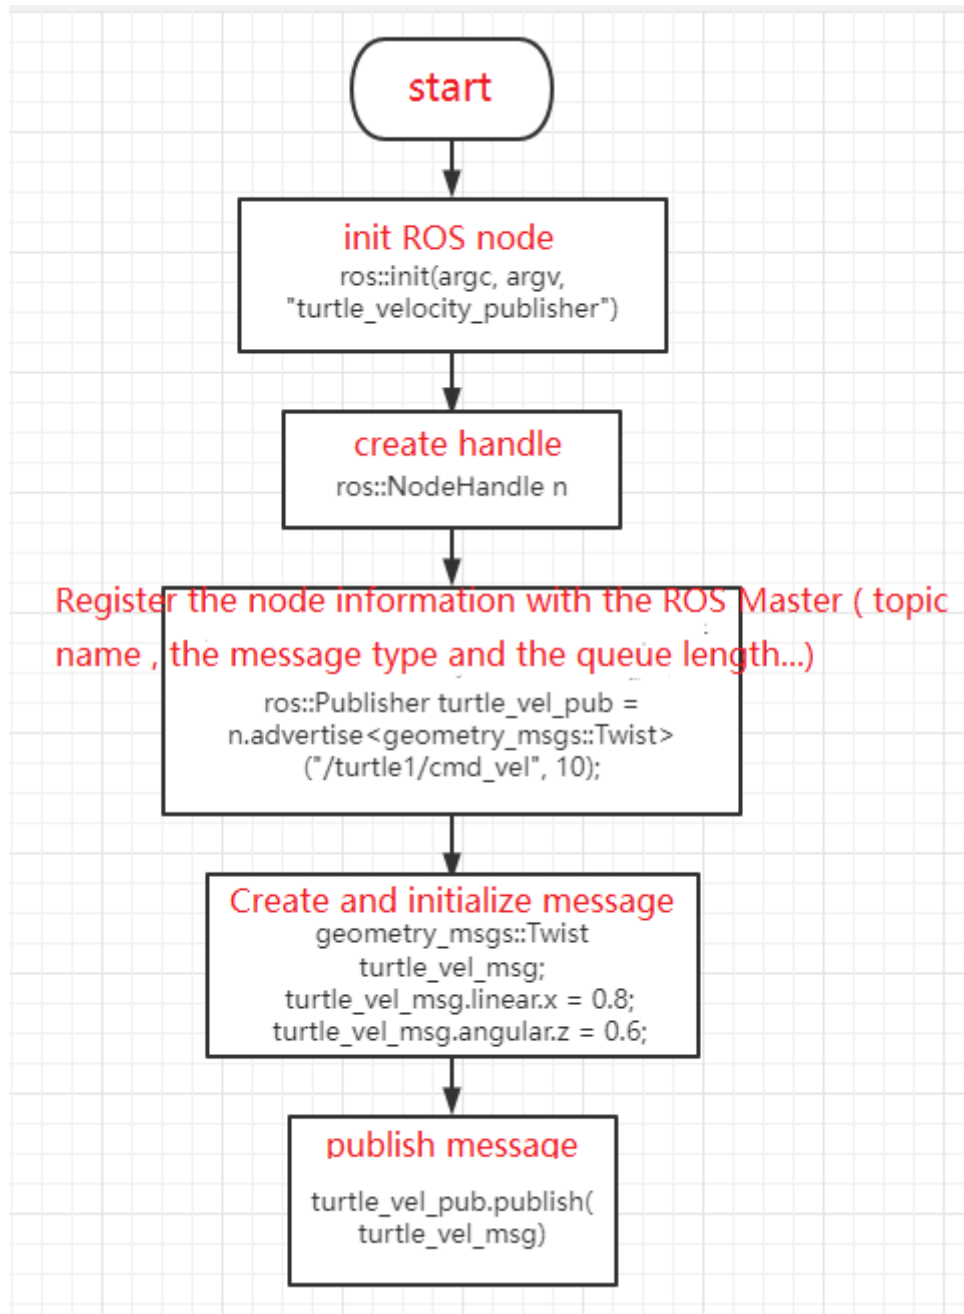 start
init ROS node
ros::init(argc, argv,
"turtle_velocity_publisher")
create handle
ros::NodeHandle n
Register the node information with the ROS Master ( topic
name , the message type and the queue length...)
ros::Publisher turtle_vel_pub =
n.advertise<geometry_msgs::Twist>
("/turtle1/cmd_vel", 10);
Create and initialize message
geometry_msgs::Twist
turtle_vel_msg;
turtle_vel_msg.linear.x = 0.8;
turtle_vel_msg.angular.z = 0.6;
publish message
turtle_vel_pub.publish(
turtle_vel_msg)